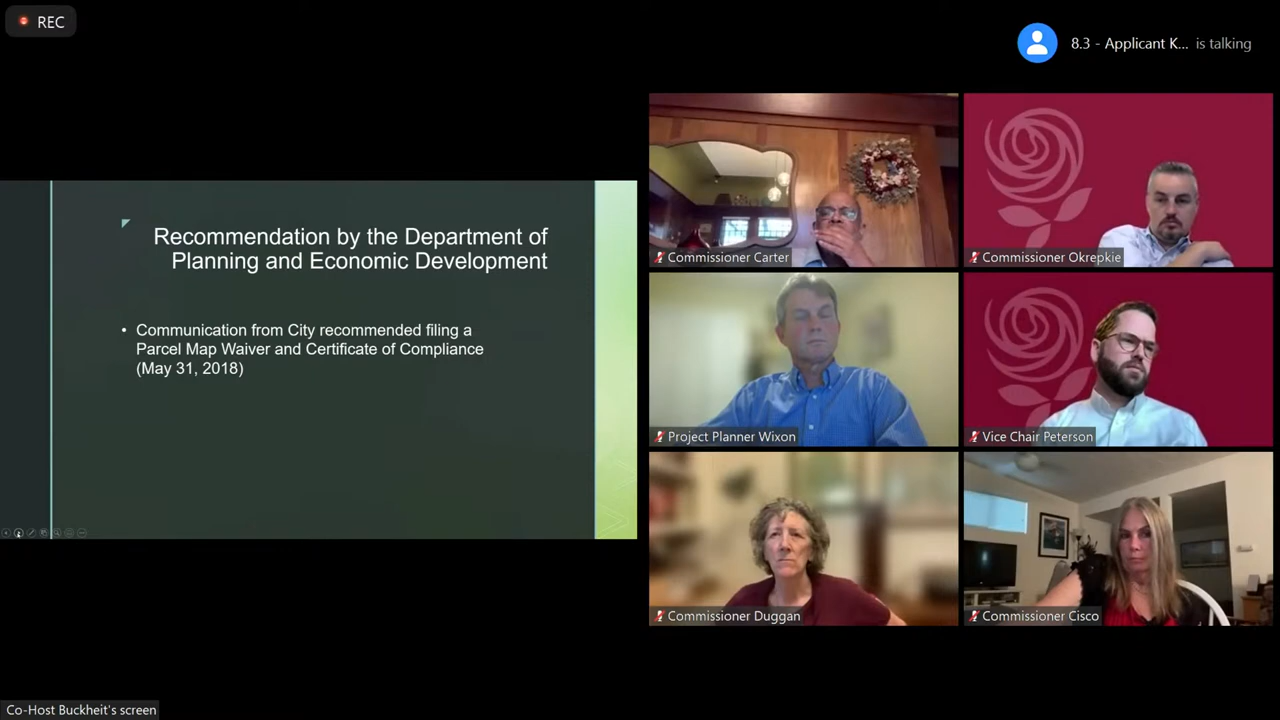 REC
8.3 - Applicant K... is talking
Recommendation by the Department of
Planning and Economic Development
• Communication from City recommended filing a
Parcel Map Waiver and Certificate of Compliance
(May 31, 2018)
Commissioner Carter
Commissioner Okrepkie
Project Planner Wixon
Vice Chair Peterson
Commissioner Duggan
Commissioner Cisco
Co-Host Buckheit's screen